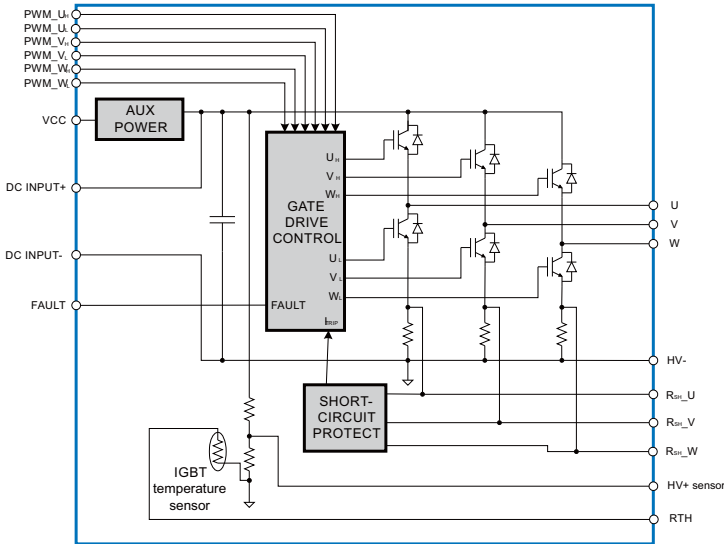 PWM_UH
PWM_UL
PWM_VH
PWM_VL
PWM_WH
PWM_WL
VCC
AUX
POWER
DC INPUT+
DC INPUT-
FAULT
UH
VH
WH
GATE
DRIVE
CONTROL
UL
VL
WL
FAULT
ITRIP
U
V
W
HV-
SHORT-
CIRCUIT
PROTECT
RSH_U
RSH_V
RSH_W
IGBT
temperature
sensor
HV+ sensor
RTH